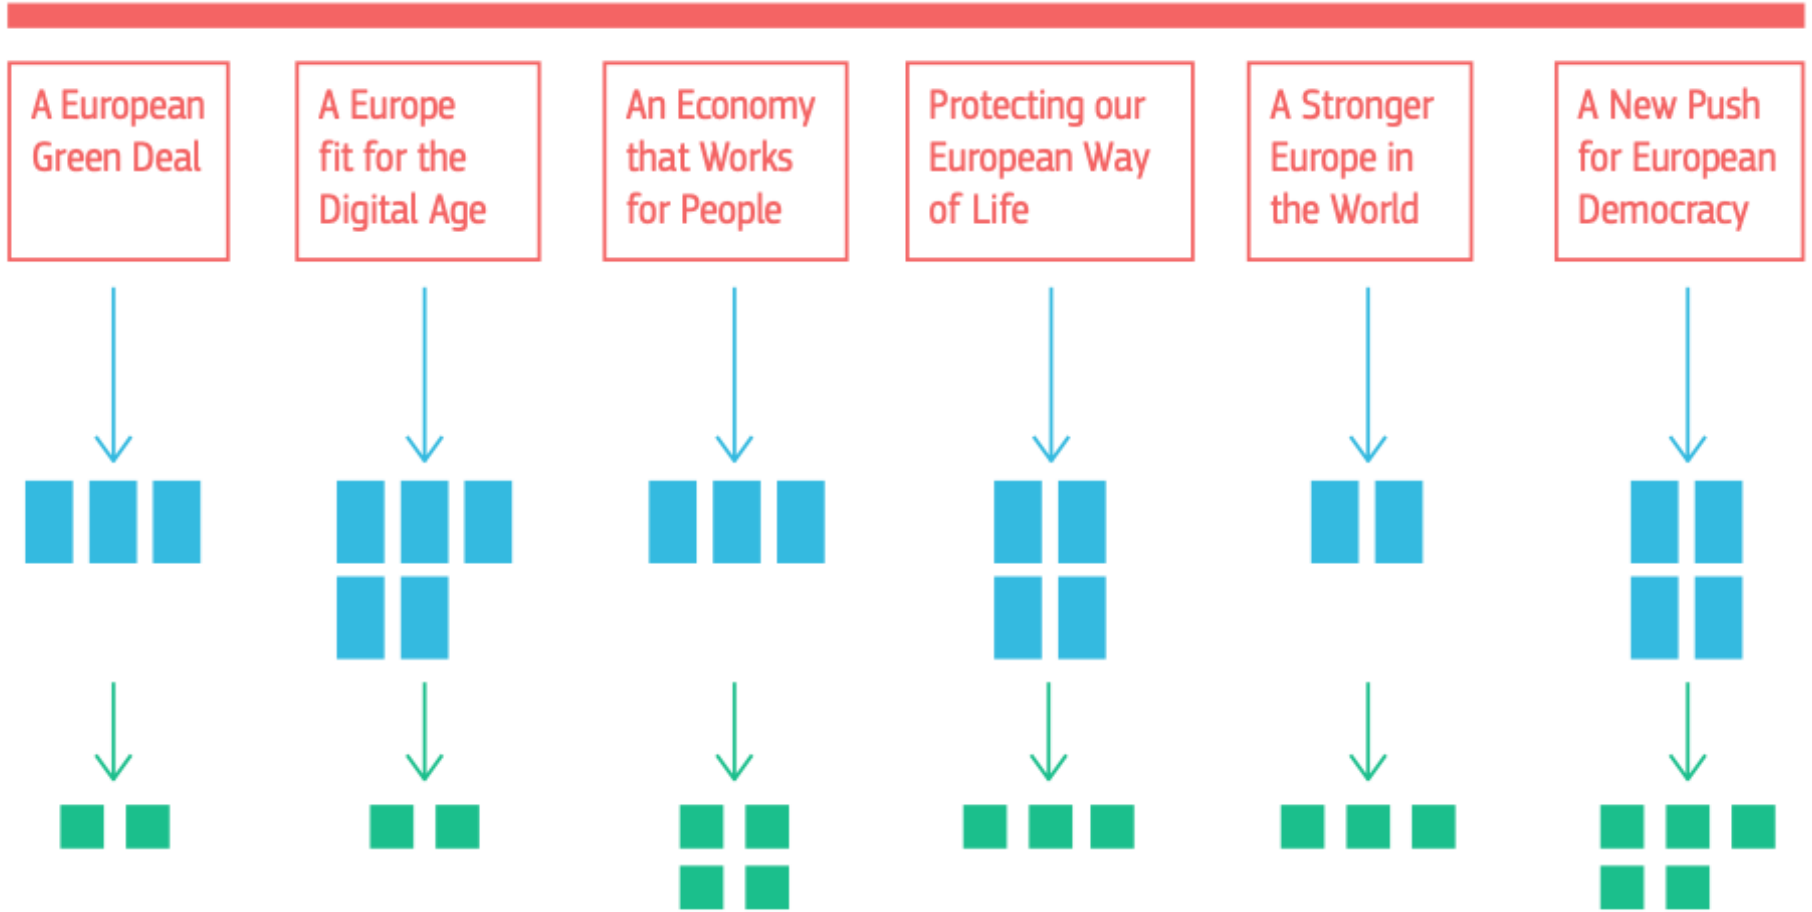 A European
Green Deal
A Europe
fit for the
Digital Age
An Economy
that Works
for People
Protecting our
European Way
of Life
A Stronger
Europe in
the World
A New Push
for European
Democracy